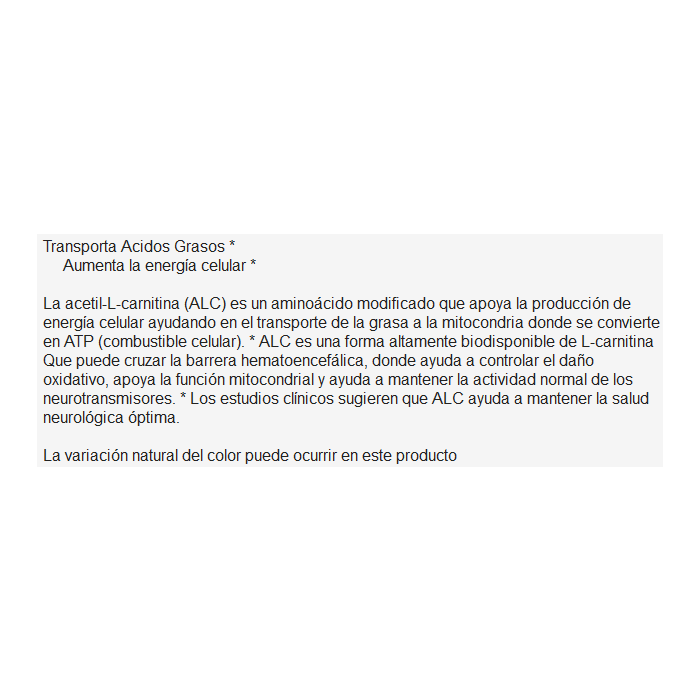 Transporta Acidos Grasos *
Aumenta la energía celular *
La acetil-L-carnitina (ALC) es un aminoácido modificado que apoya la producción de
energía celular ayudando en el transporte de la grasa a la mitocondria donde se convierte
en ATP (combustible celular). * ALC es una forma altamente biodisponible de L-carnitina
Que puede cruzar la barrera hematoencefálica, donde ayuda a controlar el daño
oxidativo, apoya la función mitocondrial y ayuda a mantener la actividad normal de los
neurotransmisores. * Los estudios clínicos sugieren que ALC ayuda a mantener la salud
neurológica óptima.
La variación natural del color puede ocurrir en este producto